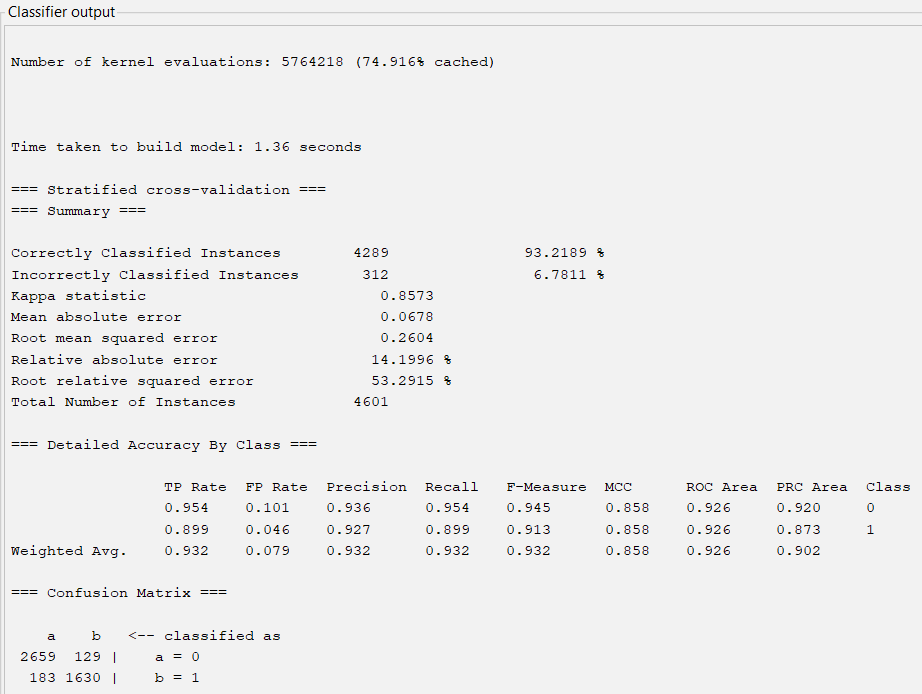 Classifier output
Number of kernel evaluations: 5764218 (74.916% cached)
Time taken to build model: 1.36 seconds
=== Stratified cross-validation ===
=== Summary ===
Correctly Classified Instances        4289               93.2189 %
Incorrectly Classified Instances       312                6.7811 %
Kappa statistic                          0.8573
Mean absolute error                      0.0678
Root mean squared error                  0.2604
Relative absolute error                 14.1996 %
Root relative squared error             53.2915 %
Total Number of Instances             4601
=== Detailed Accuracy By Class ===
                 TP Rate  FP Rate  Precision  Recall   F-Measure  MCC      ROC Area  PRC Area  Class
                 0.954    0.101    0.936      0.954    0.945      0.858    0.926     0.920     0
                 0.899    0.046    0.927      0.899    0.913      0.858    0.926     0.873     1
Weighted Avg.    0.932    0.079    0.932      0.932    0.932      0.858    0.926     0.902
=== Confusion Matrix ===
    a    b   <-- classified as
 2659  129 |    a = 0
  183 1630 |    b = 1